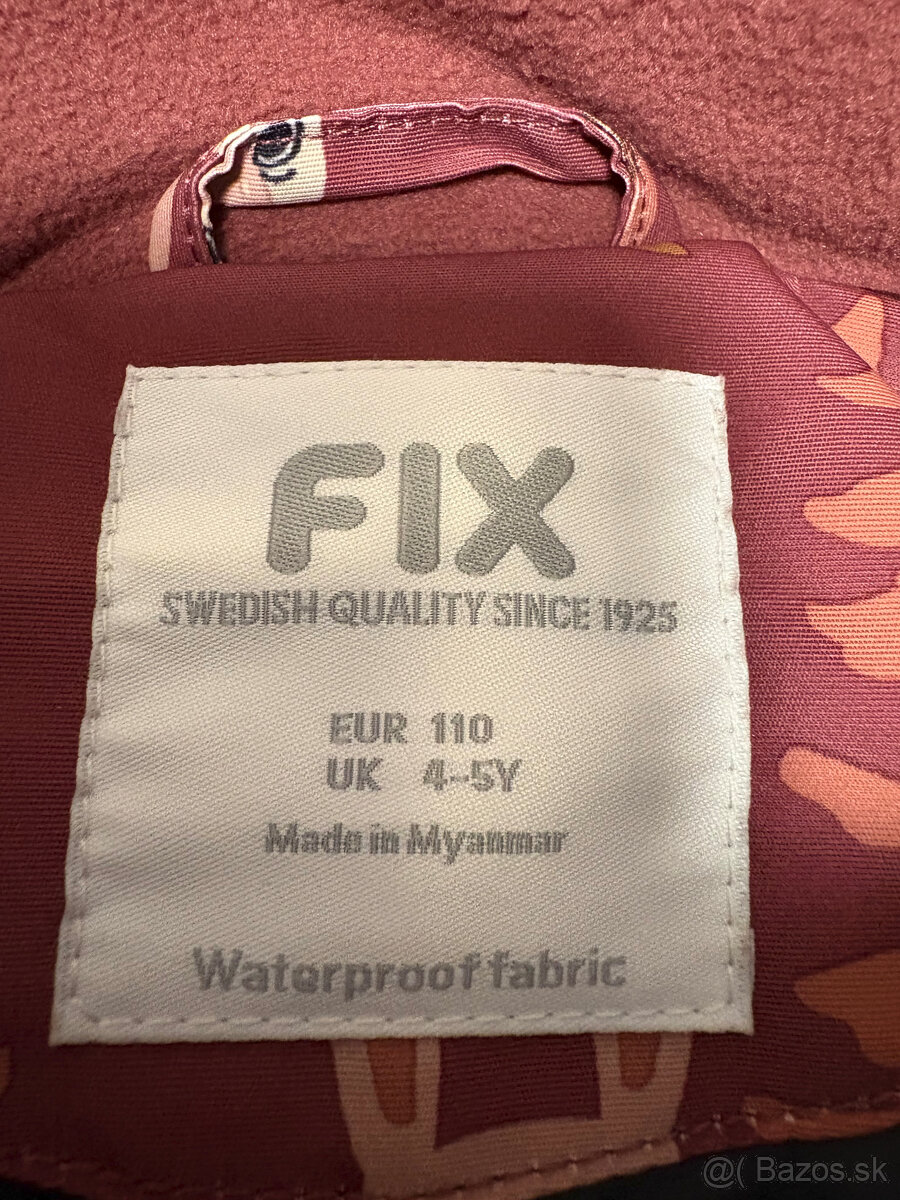 FIX
SWEDISH QUALITY SINCE 1925
EUR 110
UK 4-5Y
Made in Myanmar
Waterproof fabric
@( Bazos.sk